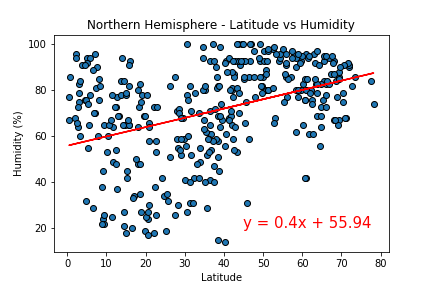 Northern Hemisphere - Latitude vs Humidity
100
80
60
40
20
Humidity (%)
y = 0.4x + 55.94
0 10 20 30 40 50 60 70 80
Latitude